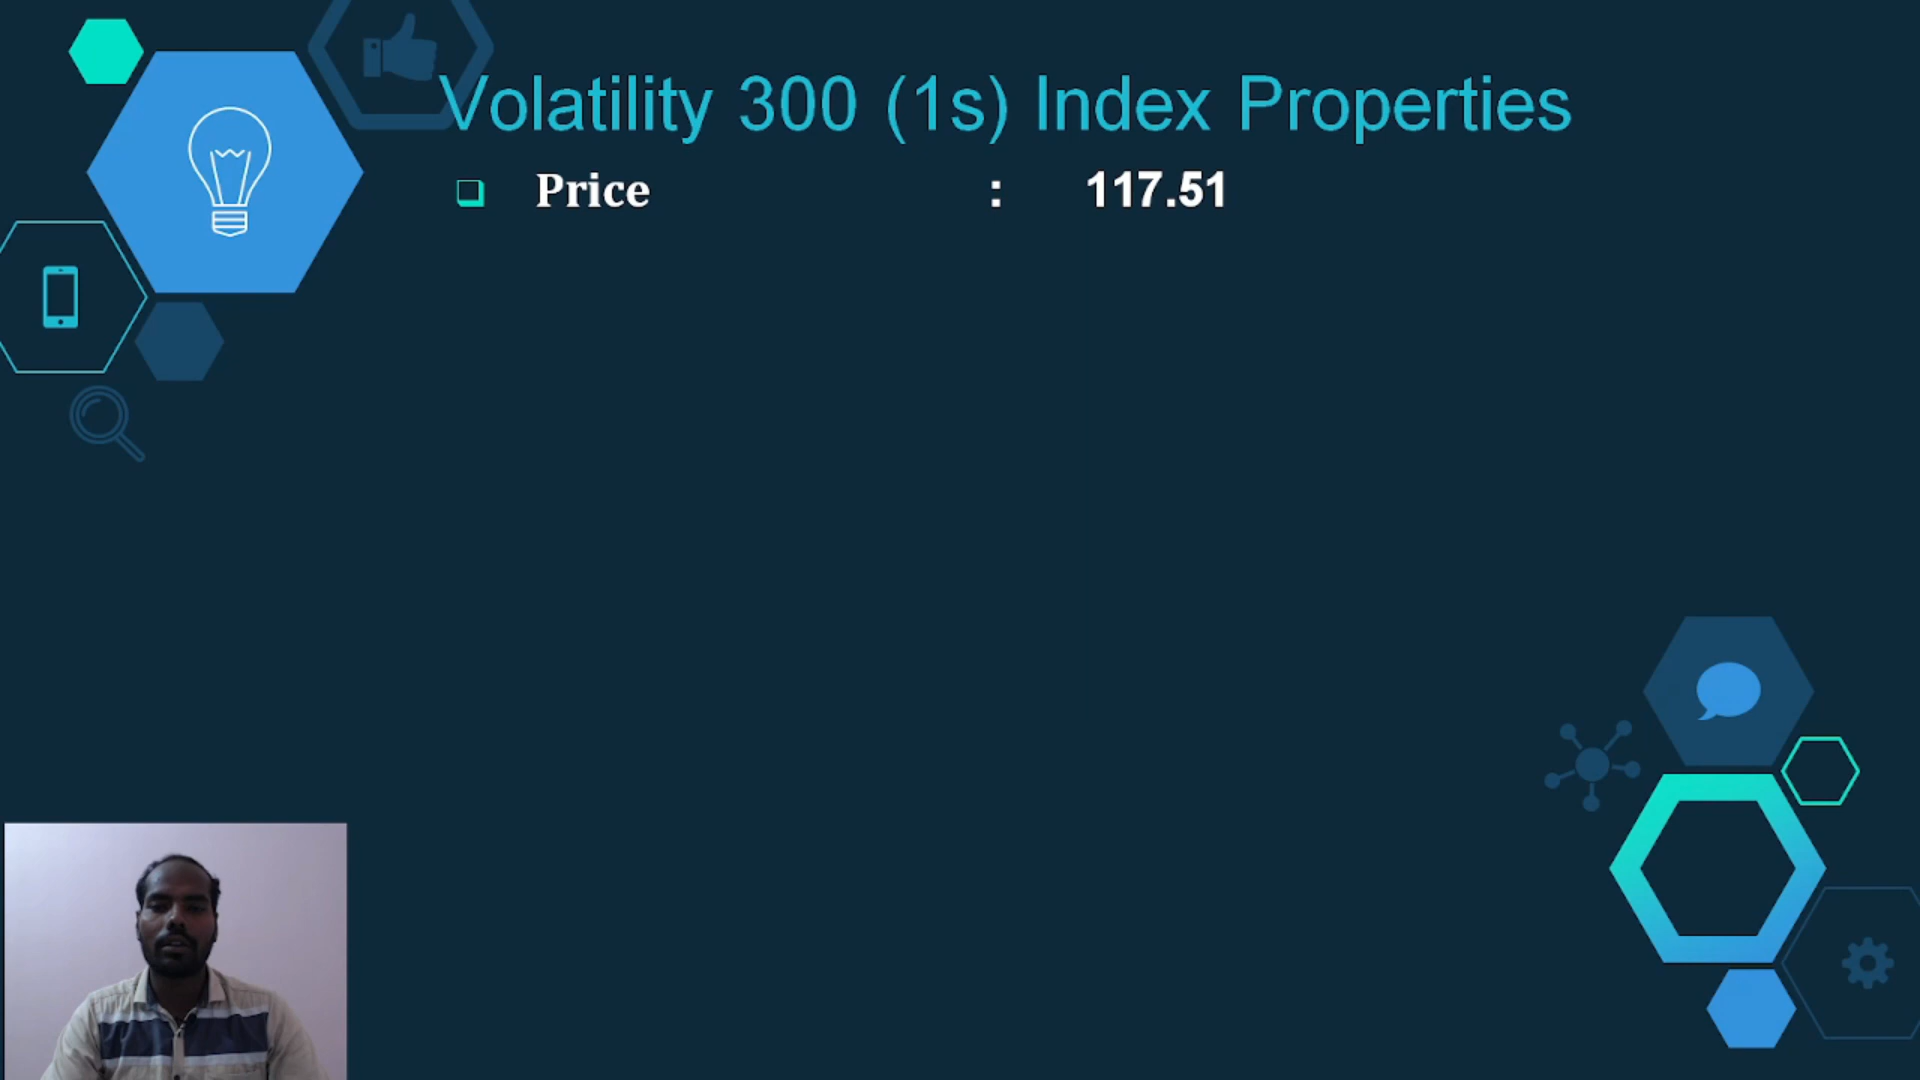 Volatility 300 (1s) Index Properties
Price : 117.51